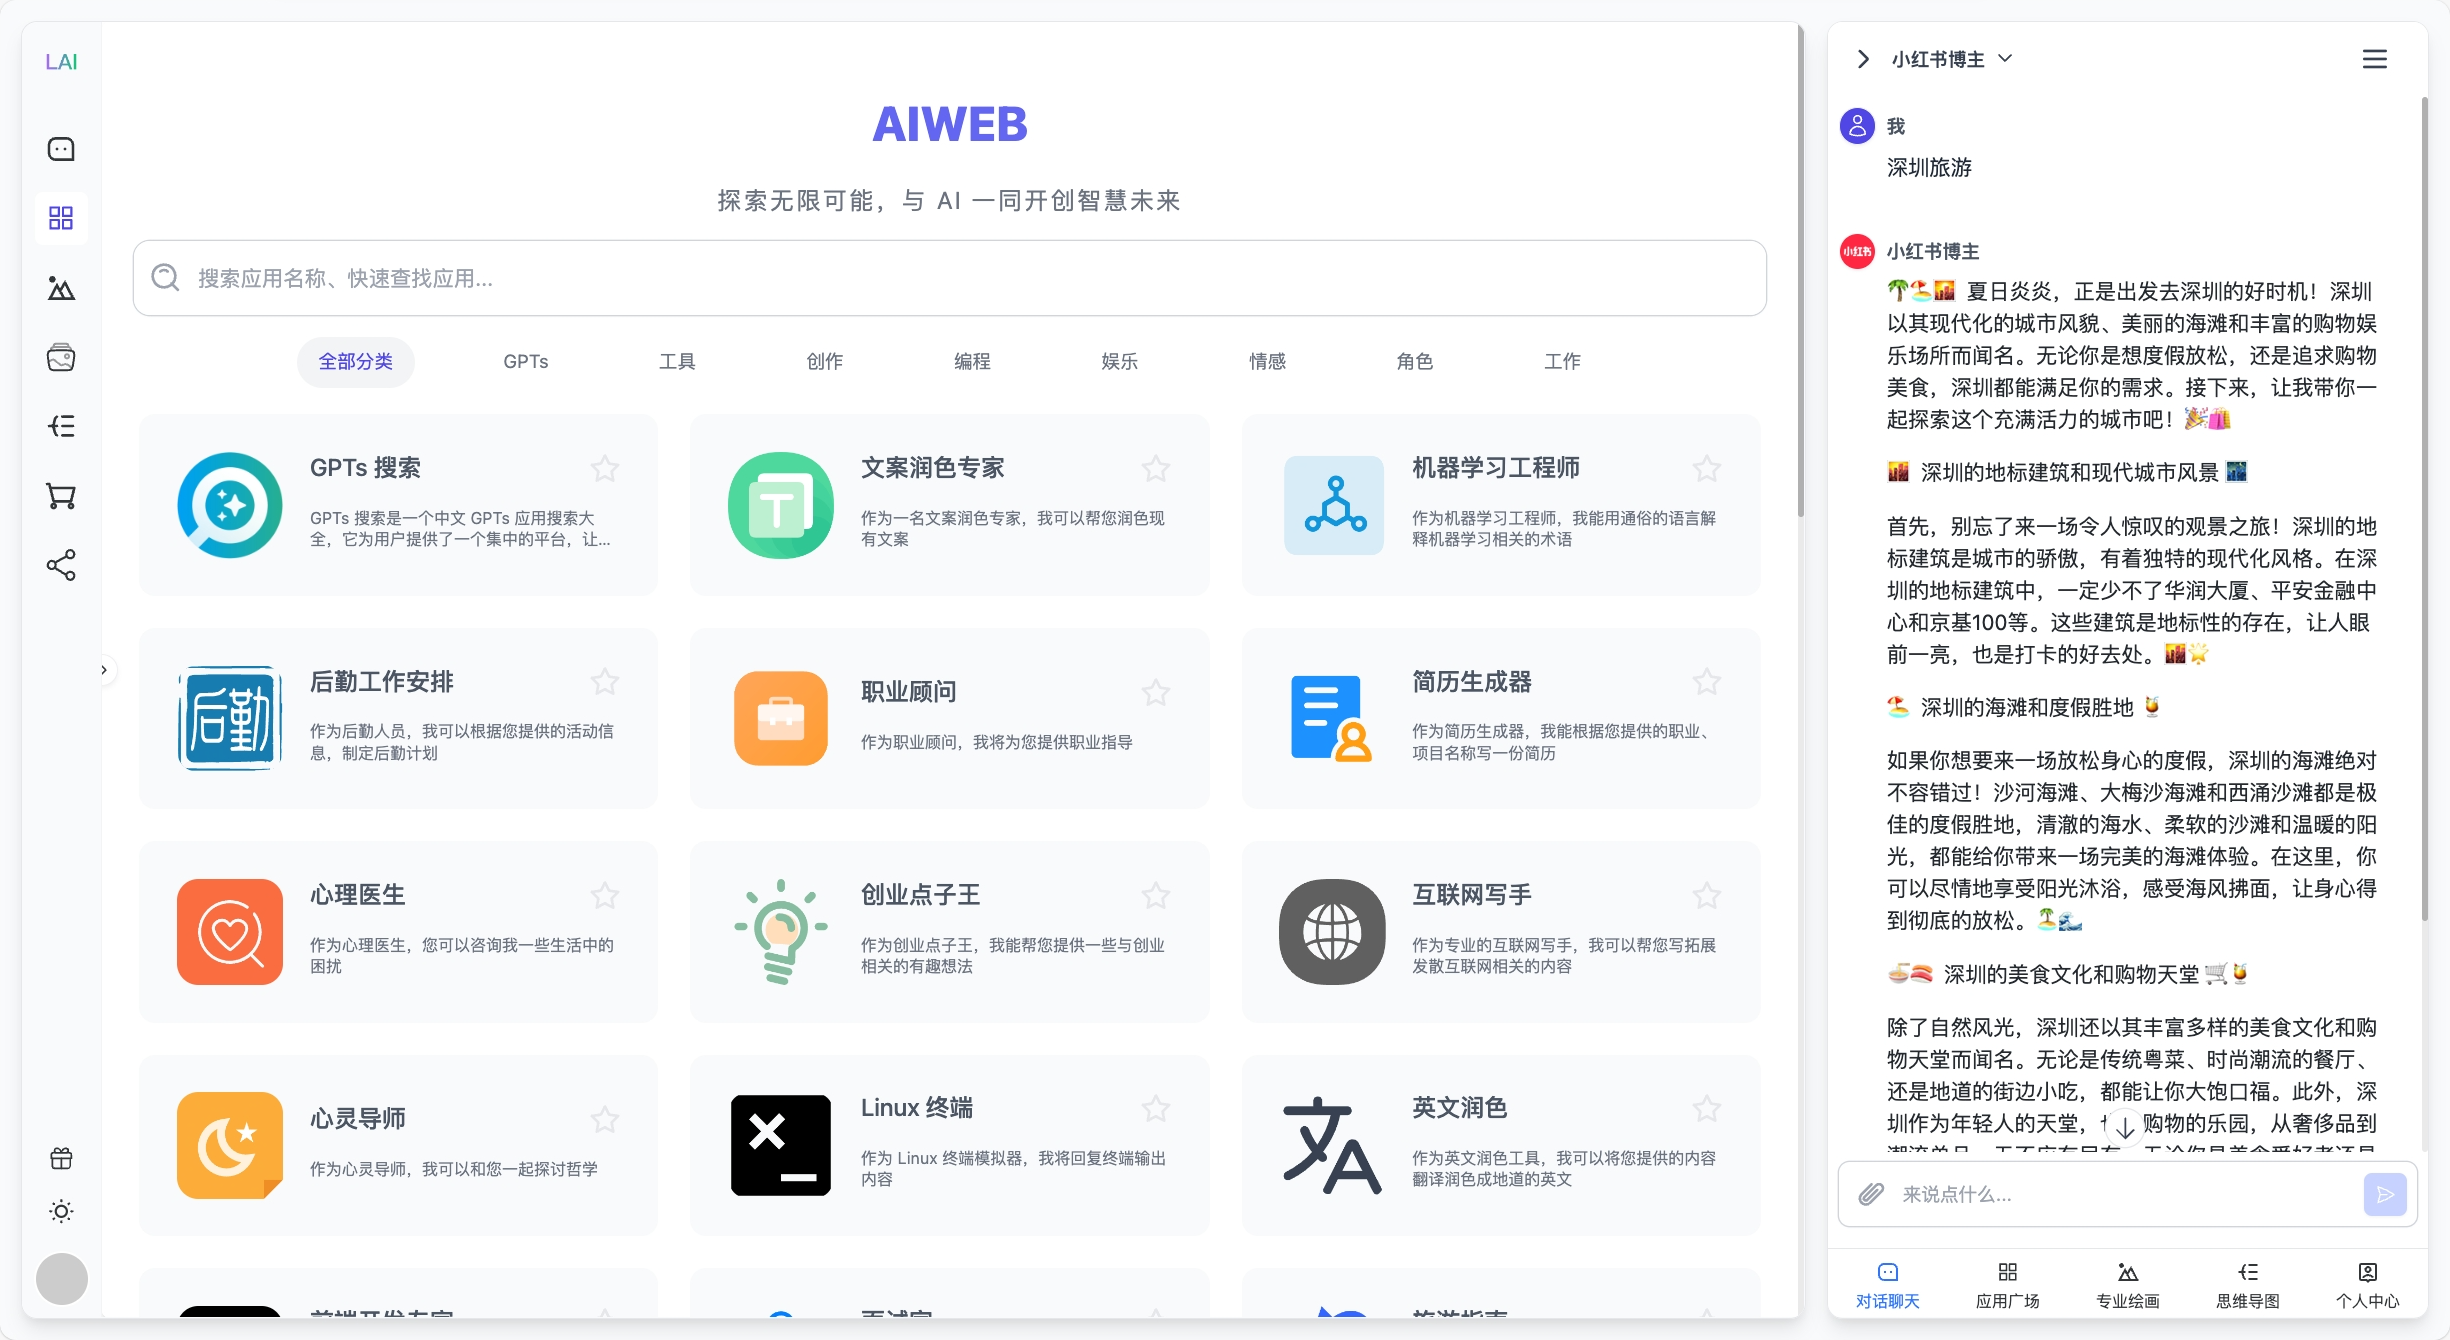 LAI
AIWEB
探索无限可能，与 AI 一同开创智慧未来
搜索应用名称、快速查找应用...
全部分类
GPTs
工具
创作
编程
娱乐
情感
角色
工作
GPTs 搜索
GPTs 搜索是一个中文 GPTs 应用搜索大
全，它为用户提供了一个集中的平台，让...
文案润色专家
作为一名文案润色专家，我可以帮您润色现
有文案
机器学习工程师
作为机器学习工程师，我能用通俗的语言解
释机器学习相关的术语
后勤
后勤工作安排
作为后勤人员，我可以根据您提供的活动信
息，制定后勤计划
职业顾问
作为职业顾问，我将为您提供职业指导
简历生成器
作为简历生成器，我能根据您提供的职业、
项目名称写一份简历
心理医生
作为心理医生，您可以咨询我一些生活中的
困扰
创业点子王
作为创业点子王，我能帮您提供一些与创业
相关的有趣想法
互联网写手
作为专业的互联网写手，我可以帮您写拓展
发散互联网相关的内容
心灵导师
作为心灵导师，我可以和您一起探讨哲学
Linux 终端
作为 Linux 终端模拟器，我将回复终端输出
内容
英文润色
作为英文润色工具，我可以将您提供的内容
翻译润色成地道的英文
前端开发专家
面试官
旅游指南
小红书博主
我
深圳旅游
小红书
小红书博主
🌴🏖️🌇 夏日炎炎，正是出发去深圳的好时机！深圳
以其现代化的城市风貌、美丽的海滩和丰富的购物娱
乐场所而闻名。无论你是想度假放松，还是追求购物
美食，深圳都能满足你的需求。接下来，让我带你一
起探索这个充满活力的城市吧！🎉🛍️
🌇 深圳的地标建筑和现代城市风景 🌃
首先，别忘了来一场令人惊叹的观景之旅！深圳的地
标建筑是城市的骄傲，有着独特的现代化风格。在深
圳的地标建筑中，一定少不了华润大厦、平安金融中
心和京基100等。这些建筑是地标性的存在，让人眼
前一亮，也是打卡的好去处。🌇🌟
🏖️ 深圳的海滩和度假胜地 🍹
如果你想要来一场放松身心的度假，深圳的海滩绝对
不容错过！沙河海滩、大梅沙海滩和西涌沙滩都是极
佳的度假胜地，清澈的海水、柔软的沙滩和温暖的阳
光，都能给你带来一场完美的海滩体验。在这里，你
可以尽情地享受阳光沐浴，感受海风拂面，让身心得
到彻底的放松。🏝️🌊
🍜🍣 深圳的美食文化和购物天堂 🛒🍹
除了自然风光，深圳还以其丰富多样的美食文化和购
物天堂而闻名。无论是传统粤菜、时尚潮流的餐厅、
还是地道的街边小吃，都能让你大饱口福。此外，深
圳作为年轻人的天堂，购物的乐园，从奢侈品到
来说点什么...
对话聊天
应用广场
专业绘画
思维导图
个人中心